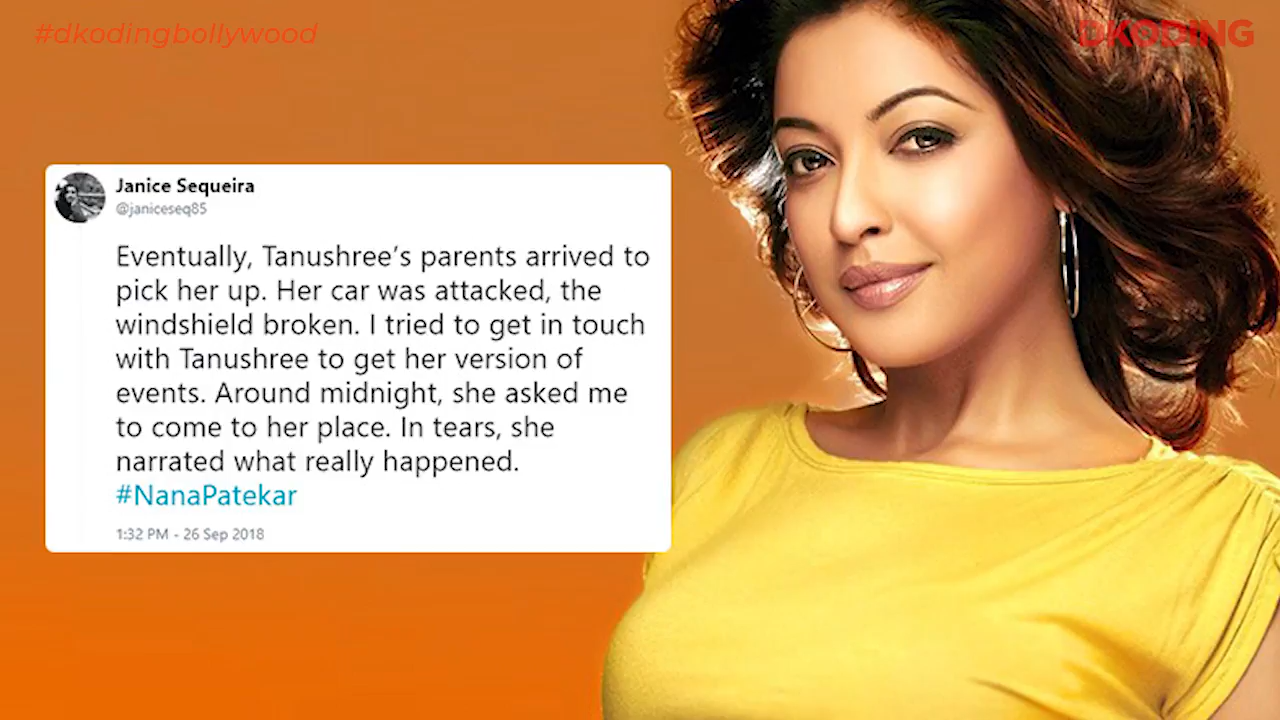 #dkodingbollywood
DKODING
Janice Sequeira
@janiceseq85
Eventually, Tanushree’s parents arrived to
pick her up. Her car was attacked, the
windshield broken. I tried to get in touch
with Tanushree to get her version of
events. Around midnight, she asked me
to come to her place. In tears, she
narrated what really happened.
#NanaPatekar
1:32 PM - 26 Sep 2018